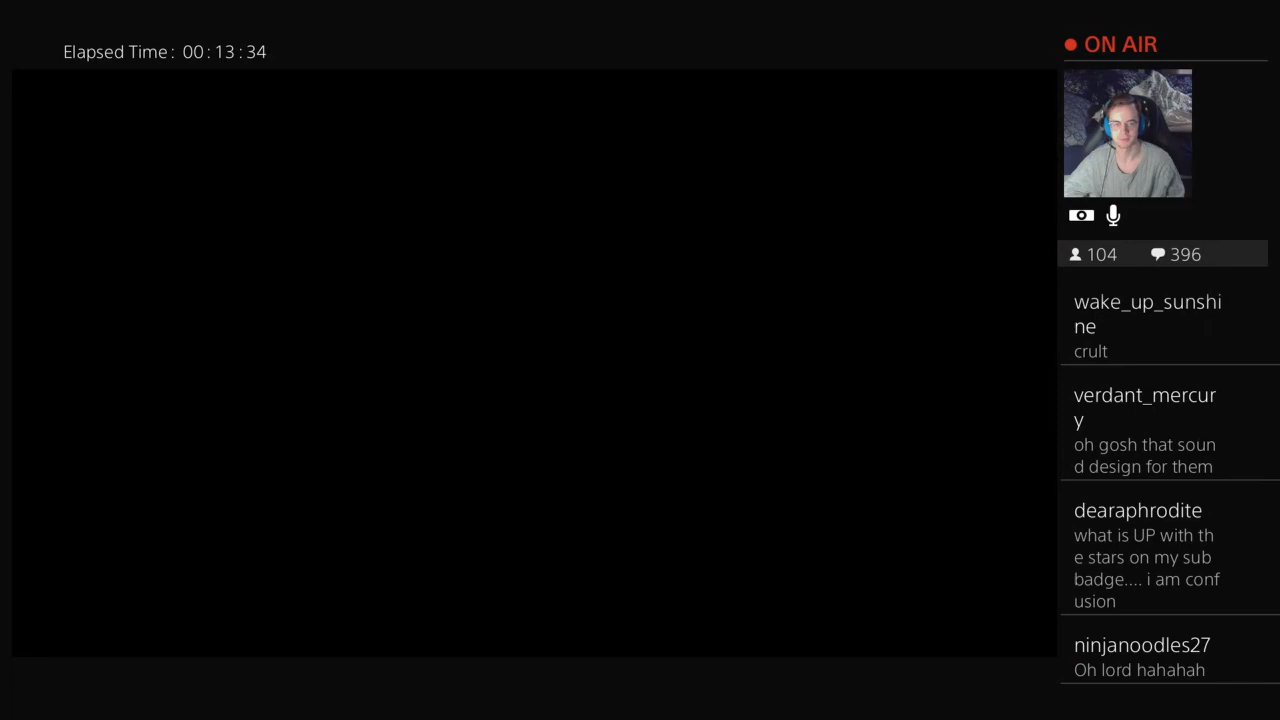 Elapsed Time: 00:13:34
ON AIR
104 396
wake_up_sunshi
ne
crult
verdant_mercur
y
oh gosh that soun
d design for them
dearaphrodite
what is UP with th
e stars on my sub
badge.... i am conf
usion
ninjanoodles27
Oh lord hahahah